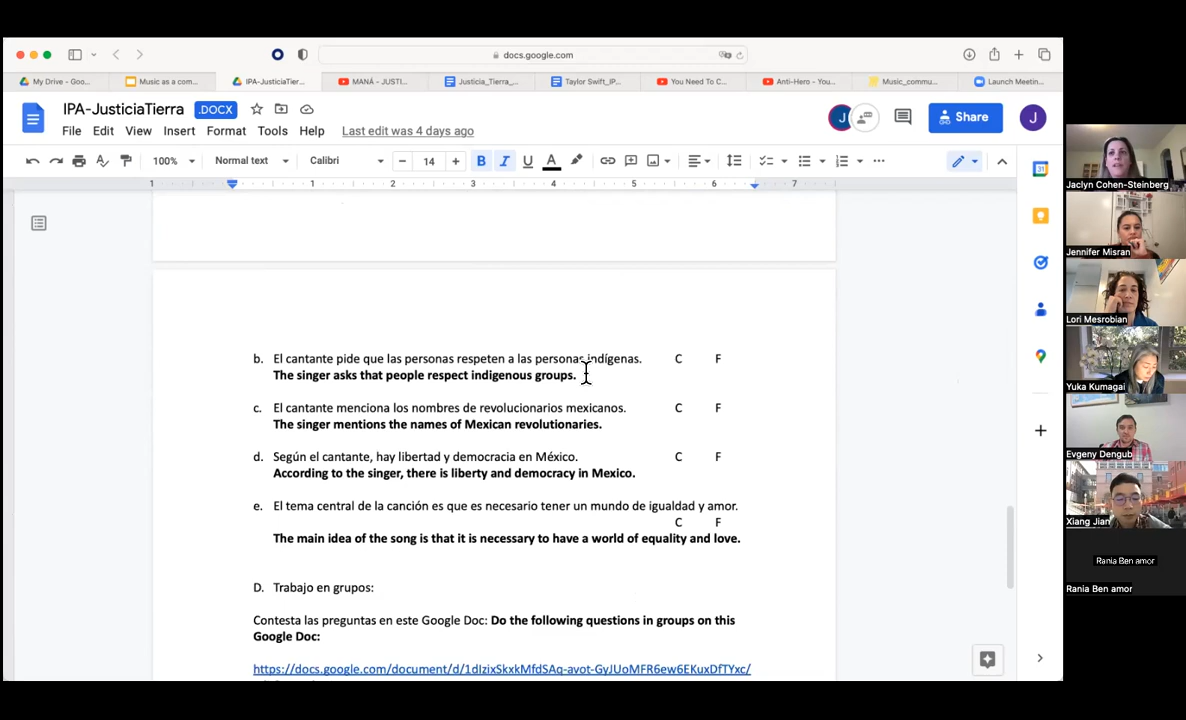 docs.google.com
My Drive - Goo...
Music as a com...
IPA-JusticiaTier...
MANÁ - JUSTI...
Justicia_Tierra_...
Taylor Swift_IP...
You Need To C...
Anti-Hero - You...
Music_commu...
Launch Meetin...
IPA-JusticiaTierra .DOCX
File Edit View Insert Format Tools Help Last edit was 4 days ago
J Share J
100% Normal text Calibri 14 B I U A
1 1 2 3 4 5 6 7
b. El cantante pide que las personas respeten a las personas indígenas. C F
The singer asks that people respect indigenous groups.
c. El cantante menciona los nombres de revolucionarios mexicanos. C F
The singer mentions the names of Mexican revolutionaries.
d. Según el cantante, hay libertad y democracia en México. C F
According to the singer, there is liberty and democracy in Mexico.
e. El tema central de la canción es que es necesario tener un mundo de igualdad y amor.
C F
The main idea of the song is that it is necessary to have a world of equality and love.
D. Trabajo en grupos:
Contesta las preguntas en este Google Doc: Do the following questions in groups on this
Google Doc:
https://docs.google.com/document/d/1dIzixSkxkMfdSAq-avot-GyJUoMFR6ew6EKuxDfTYxc/
Jaclyn Cohen-Steinberg
Jennifer Misran
Lori Mesrobian
Yuka Kumagai
Evgeny Dengub
Xiang Jian
Rania Ben amor
Rania Ben amor